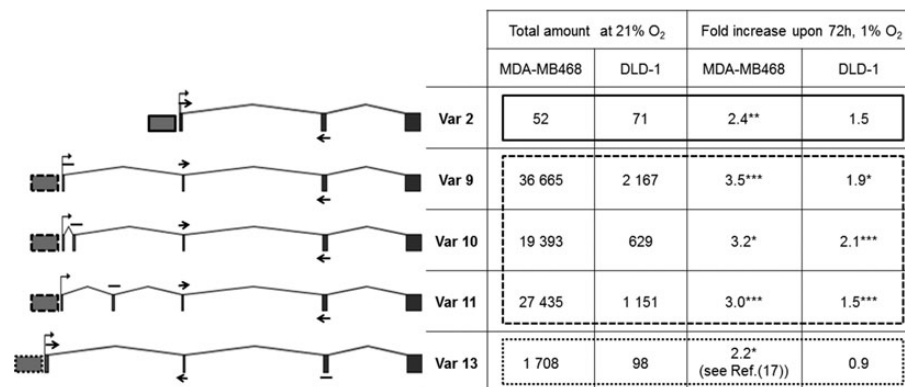 Total amount at 21% O₂ Fold increase upon 72h, 1% O₂
MDA-MB468 DLD-1 MDA-MB468 DLD-1
Var 2 52 71 2.4** 1.5
Var 9 36 665 2 167 3.5*** 1.9*
Var 10 19 393 629 3.2* 2.1***
Var 11 27 435 1 151 3.0*** 1.5***
Var 13 1 708 98 2.2* 0.9
(see Ref.(17))